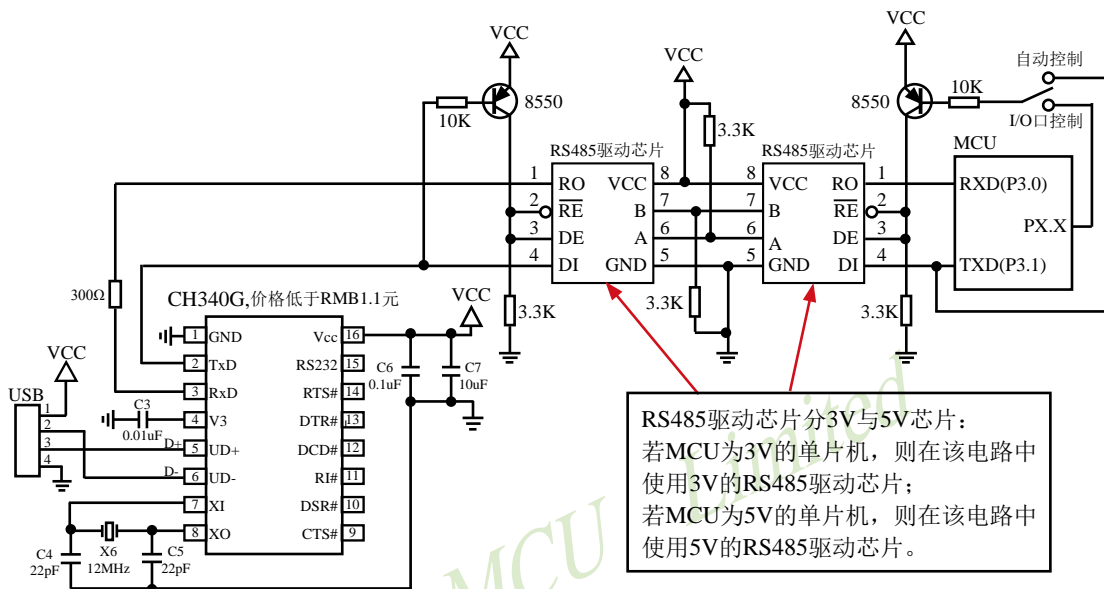 VCC
8550
10K
VCC
3.3K
VCC
8550
10K
自动控制
I/O口控制
RS485驱动芯片
1 RO VCC 8
2 RE B 7
3 DE A 6
4 DI GND 5
3.3K
3.3K
RS485驱动芯片
8 VCC RO 1
7 B RE 2
6 A DE 3
5 GND DI 4
3.3K
MCU
RXD(P3.0)
PX.X
TXD(P3.1)
300Ω
CH340G,价格低于RMB1.1元
1 GND Vcc 16
2 TxD RS232 15
3 RxD RTS# 14
4 V3 DTR# 13
5 UD+ DCD# 12
6 UD- RI# 11
7 XI DSR# 10
8 XO CTS# 9
VCC
C6
0.1uF
C7
10uF
VCC
USB
1
2
3
4
C3
0.01uF
D+
D-
C4
22pF
X6
12MHz
C5
22pF
RS485驱动芯片分3V与5V芯片：
若MCU为3V的单片机，则在该电路中
使用3V的RS485驱动芯片；
若MCU为5V的单片机，则在该电路中
使用5V的RS485驱动芯片。
MCU Limited